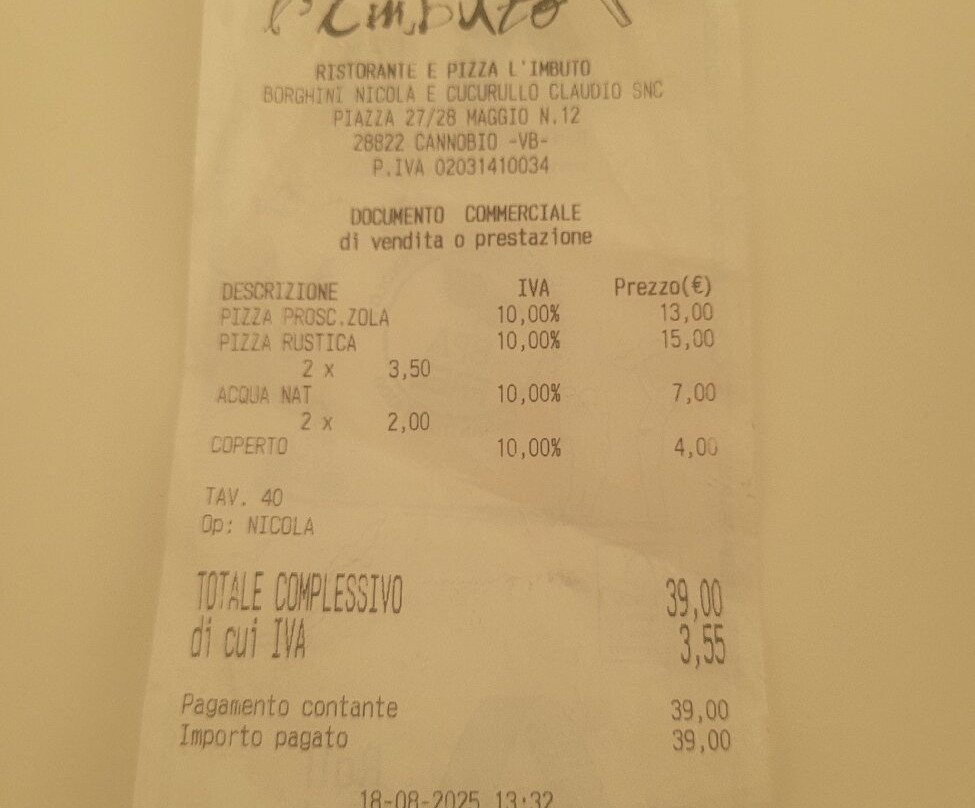 L'imbuto
RISTORANTE E PIZZA L'IMBUTO
BORGHINI NICOLA E CUCURULLO CLAUDIO SNC
PIAZZA 27/28 MAGGIO N.12
28822 CANNOBIO -VB-
P.IVA 02031410034
DOCUMENTO COMMERCIALE
di vendita o prestazione
DESCRIZIONE IVA Prezzo(€)
PIZZA PROSC.ZOLA 10,00% 13,00
PIZZA RUSTICA 10,00% 15,00
2 x 3,50
ACQUA NAT 10,00% 7,00
2 x 2,00
COPERTO 10,00% 4,00
TAV. 40
Op: NICOLA
TOTALE COMPLESSIVO 39,00
di cui IVA 3,55
Pagamento contante 39,00
Importo pagato 39,00
18-08-2025 13:32